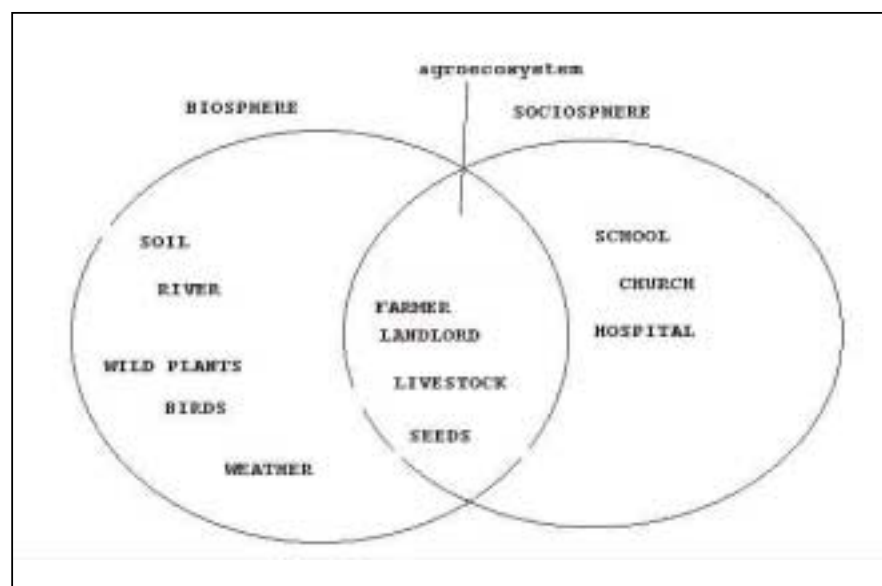 agroecosystem
BIOSPHERE
SOCIOSPHERE
SOIL
RIVER
WILD PLANTS
BIRDS
WEATHER
FARMER
LANDLORD
LIVESTOCK
SEEDS
SCHOOL
CHURCH
HOSPITAL